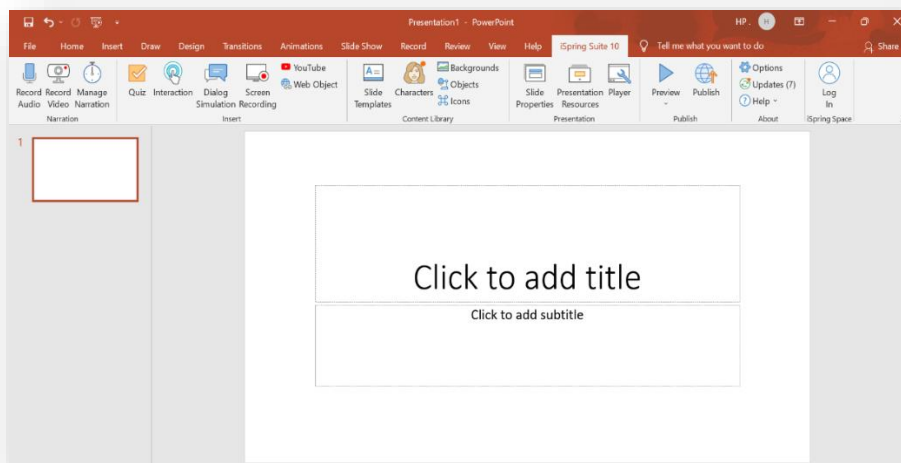 Presentation1 - PowerPoint
HP .
H
File Home Insert Draw Design Transitions Animations Slide Show Record Review View Help iSpring Suite 10 Tell me what you want to do Share
Record Audio
Record Video
Manage Narration
Narration
Quiz
Interaction
Dialog Simulation
Screen Recording
YouTube
Web Object
Insert
Slide Templates
Characters
Backgrounds
Objects
Icons
Content Library
Slide Properties
Presentation Resources
Player
Presentation
Preview
Publish
Publish
Options
Updates (7)
Help
About
Log In
iSpring Space
1
Click to add title
Click to add subtitle